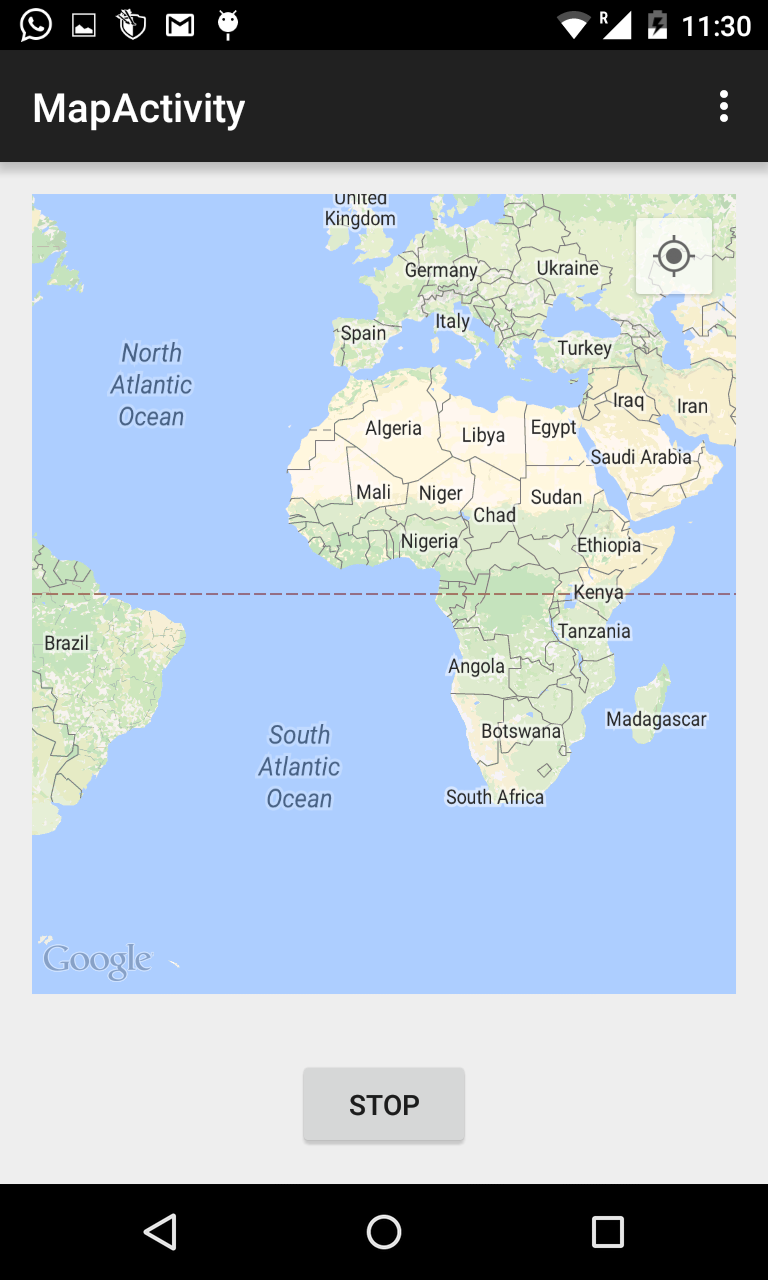 R 11:30
MapActivity
United
Kingdom
Germany
Ukraine
Italy
Spain
Turkey
North
Atlantic
Ocean
Iraq
Iran
Algeria
Libya
Egypt
Saudi Arabia
Mali
Niger
Sudan
Chad
Nigeria
Ethiopia
Kenya
Tanzania
Brazil
Angola
Madagascar
Botswana
South
Atlantic
Ocean
South Africa
Google
STOP